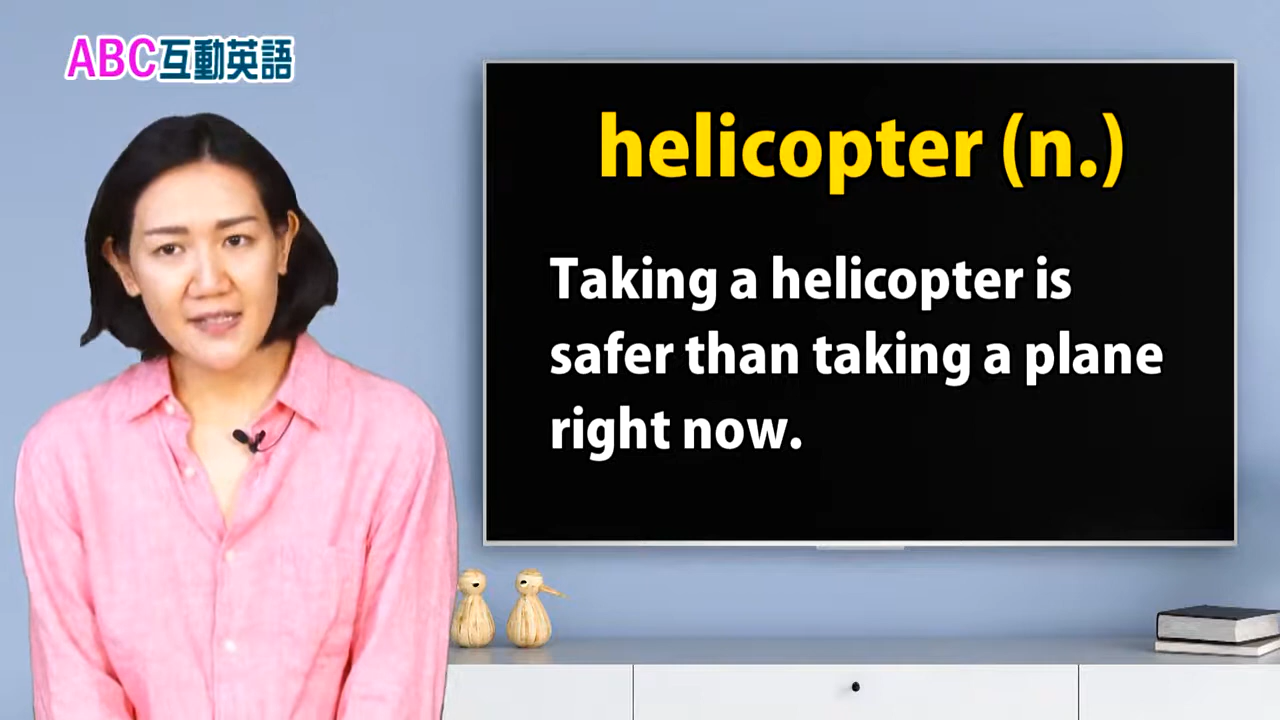 ABC互動英語
helicopter (n.)
Taking a helicopter is
safer than taking a plane
right now.